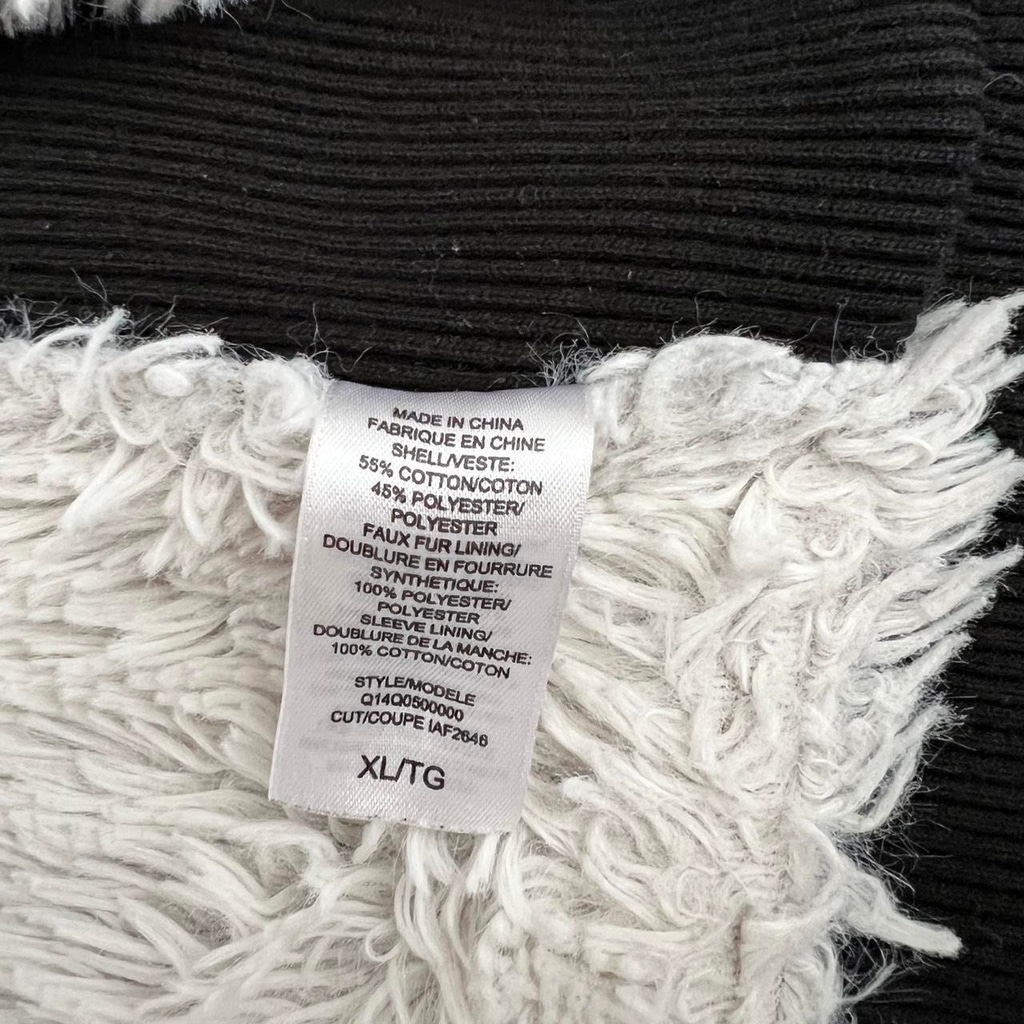 MADE IN CHINA
FABRIQUE EN CHINE
SHELL/VESTE:
55% COTTON/COTON
45% POLYESTER/
POLYESTER
FAUX FUR LINING/
DOUBLURE EN FOURRURE
SYNTHETIQUE:
100% POLYESTER/
POLYESTER
SLEEVE LINING/
DOUBLURE DE LA MANCHE:
100% COTTON/COTON
STYLE/MODELE
Q14Q0500000
CUT/COUPE IAF2646
XL/TG